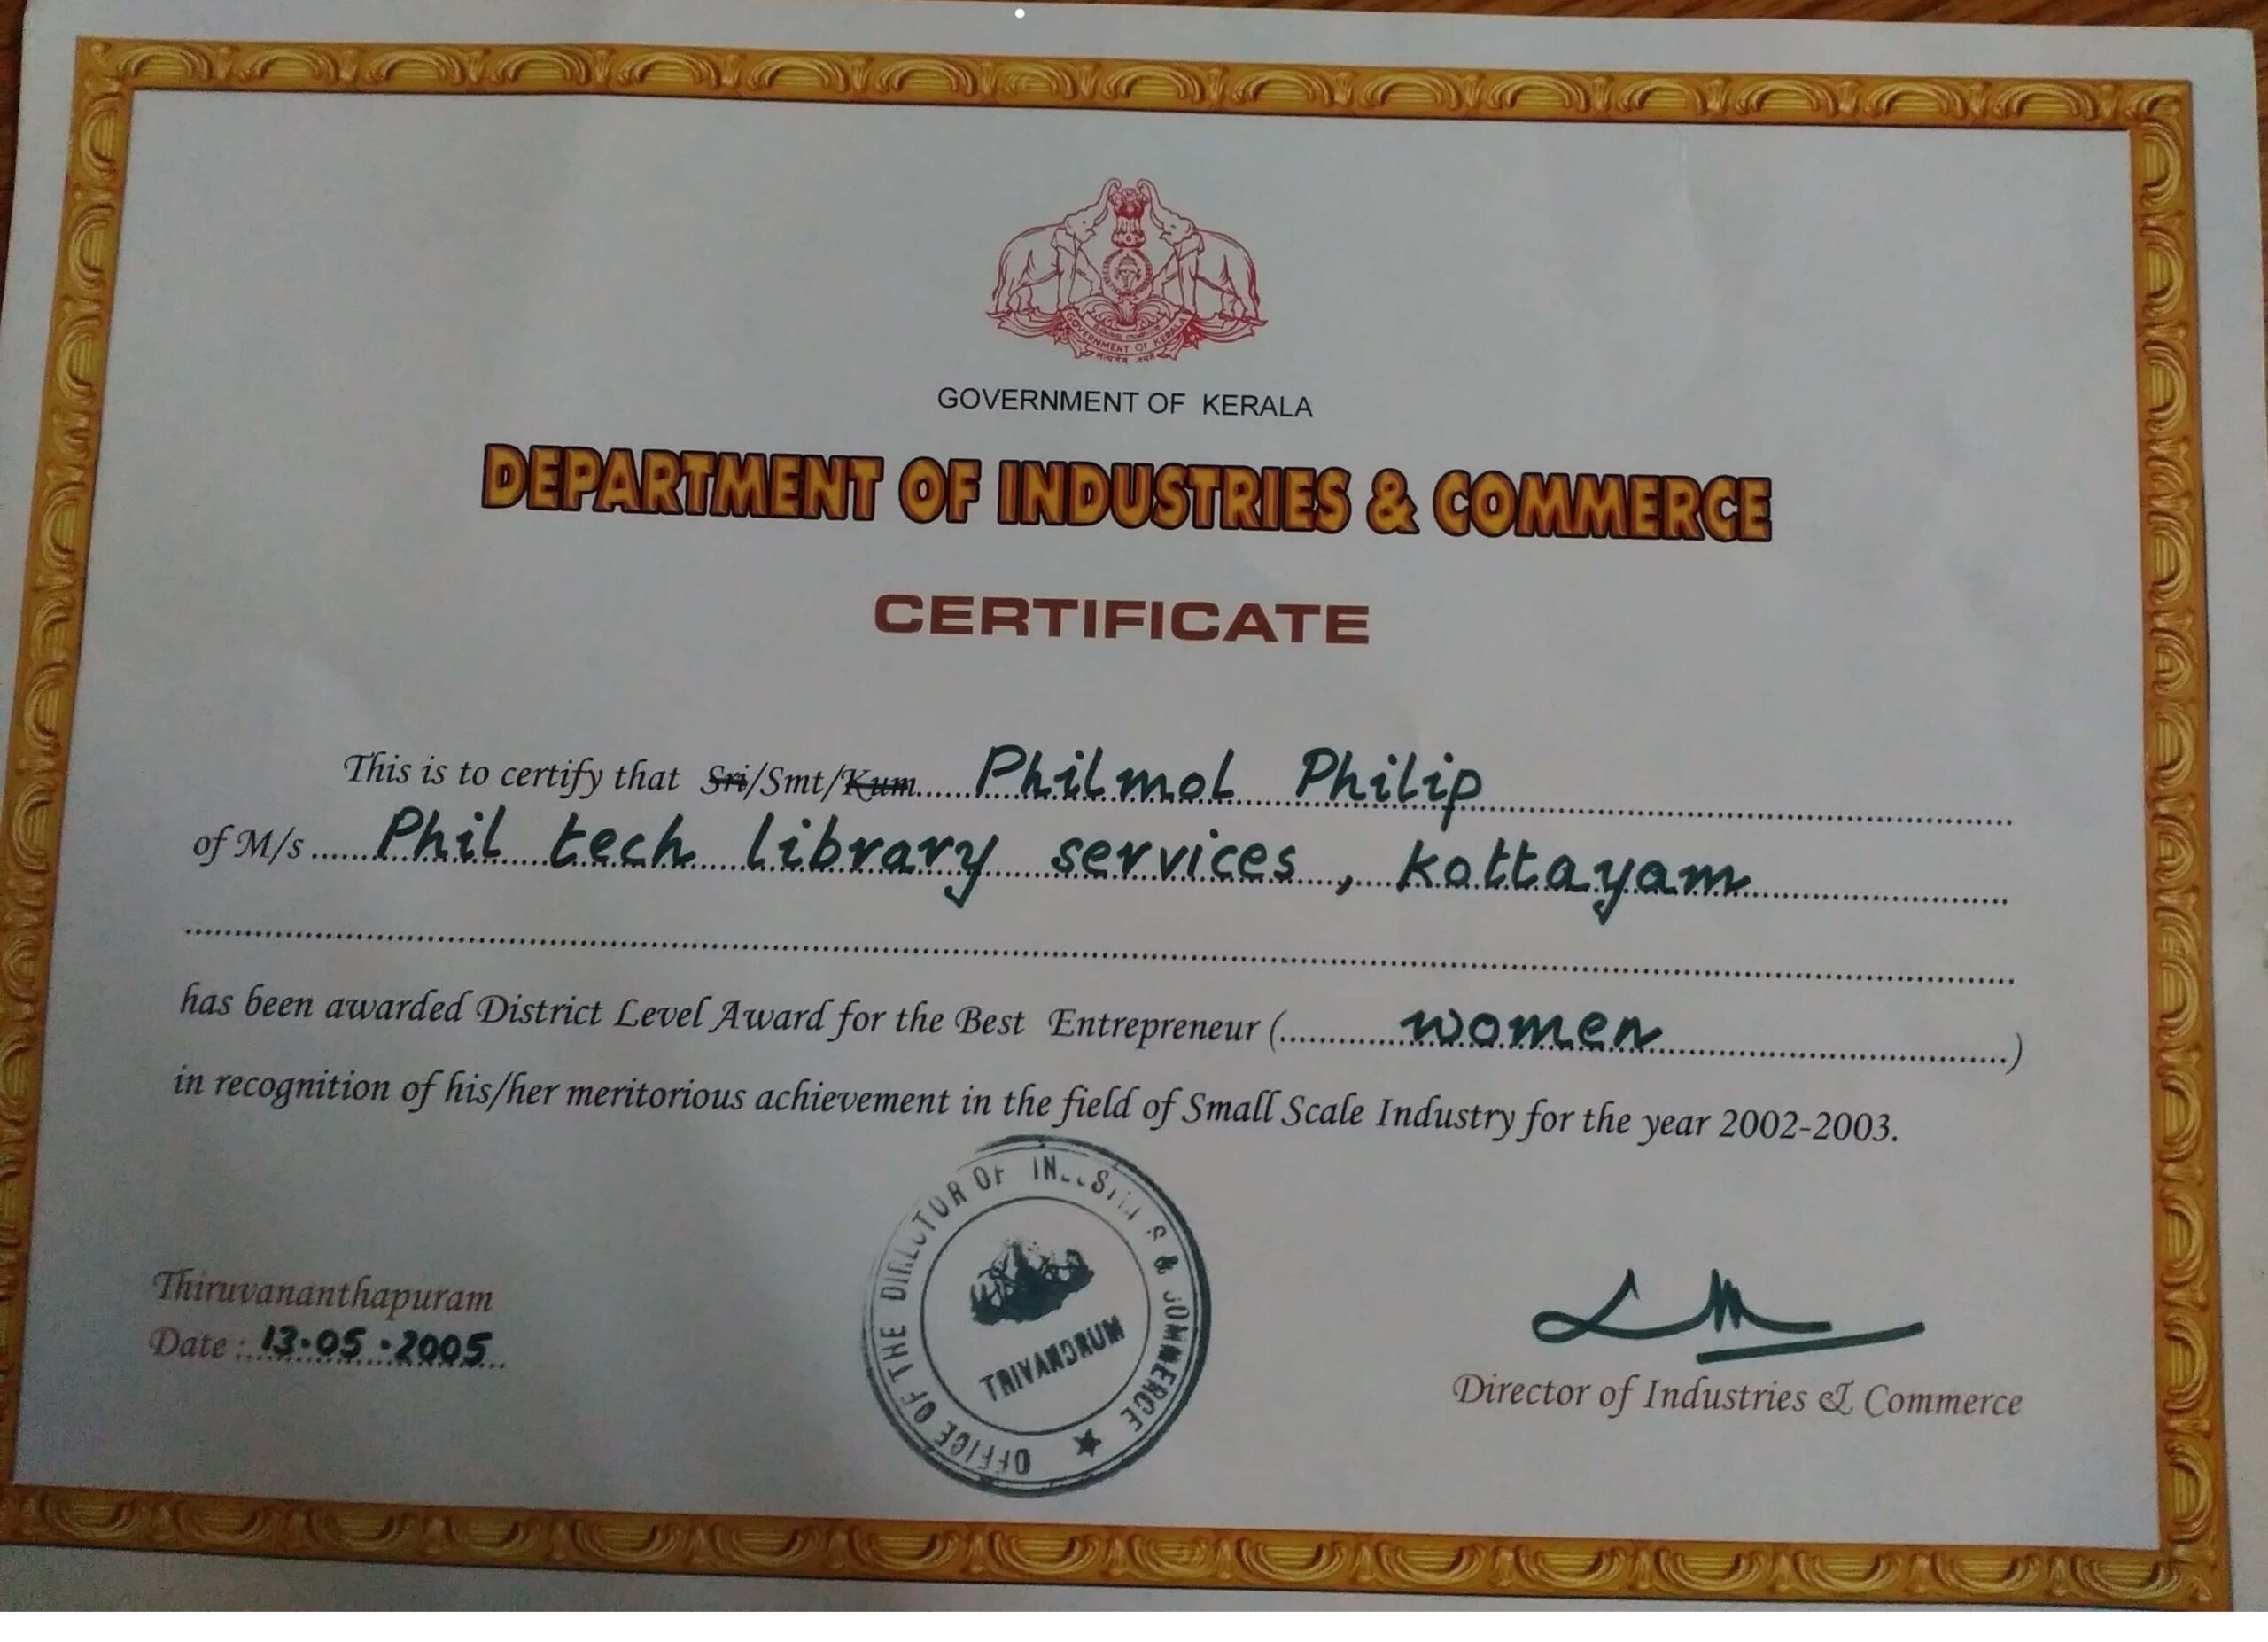 GOVERNMENT OF KERALA
GOVERNMENT OF KERALA
DEPARTMENT OF INDUSTRIES & COMMERCE
CERTIFICATE
This is to certify that Sri/Smt/Kum...... Philmol Philip
of M/s...... Phil tech library services, kottayam
has been awarded District Level Award for the Best Entrepreneur (......women......)
in recognition of his/her meritorious achievement in the field of Small Scale Industry for the year 2002-2003.
OFFICE OF THE DIRECTOR OF & COMMERCE ★
TRIVANDRUM
Thiruvananthapuram
Date : 13.05.2005
Director of Industries & Commerce